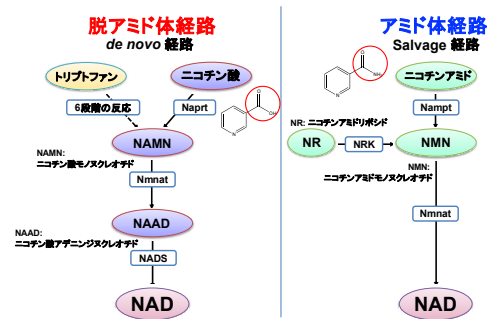 脱アミド体経路
de novo 経路
トリプトファン
ニコチン酸
6段階の反応
Naprt
O
OH
N
NAMN
NAMN:
ニコチン酸モノヌクレオチド
Nmnat
NAAD
NAAD:
ニコチン酸アデニンジヌクレオチド
NADS
NAD
アミド体経路
Salvage 経路
O
NH₂
N
ニコチンアミド
Nampt
NR: ニコチンアミドリボシド
NR
NRK
NMN
NMN:
ニコチンアミドモノヌクレオチド
Nmnat
NAD